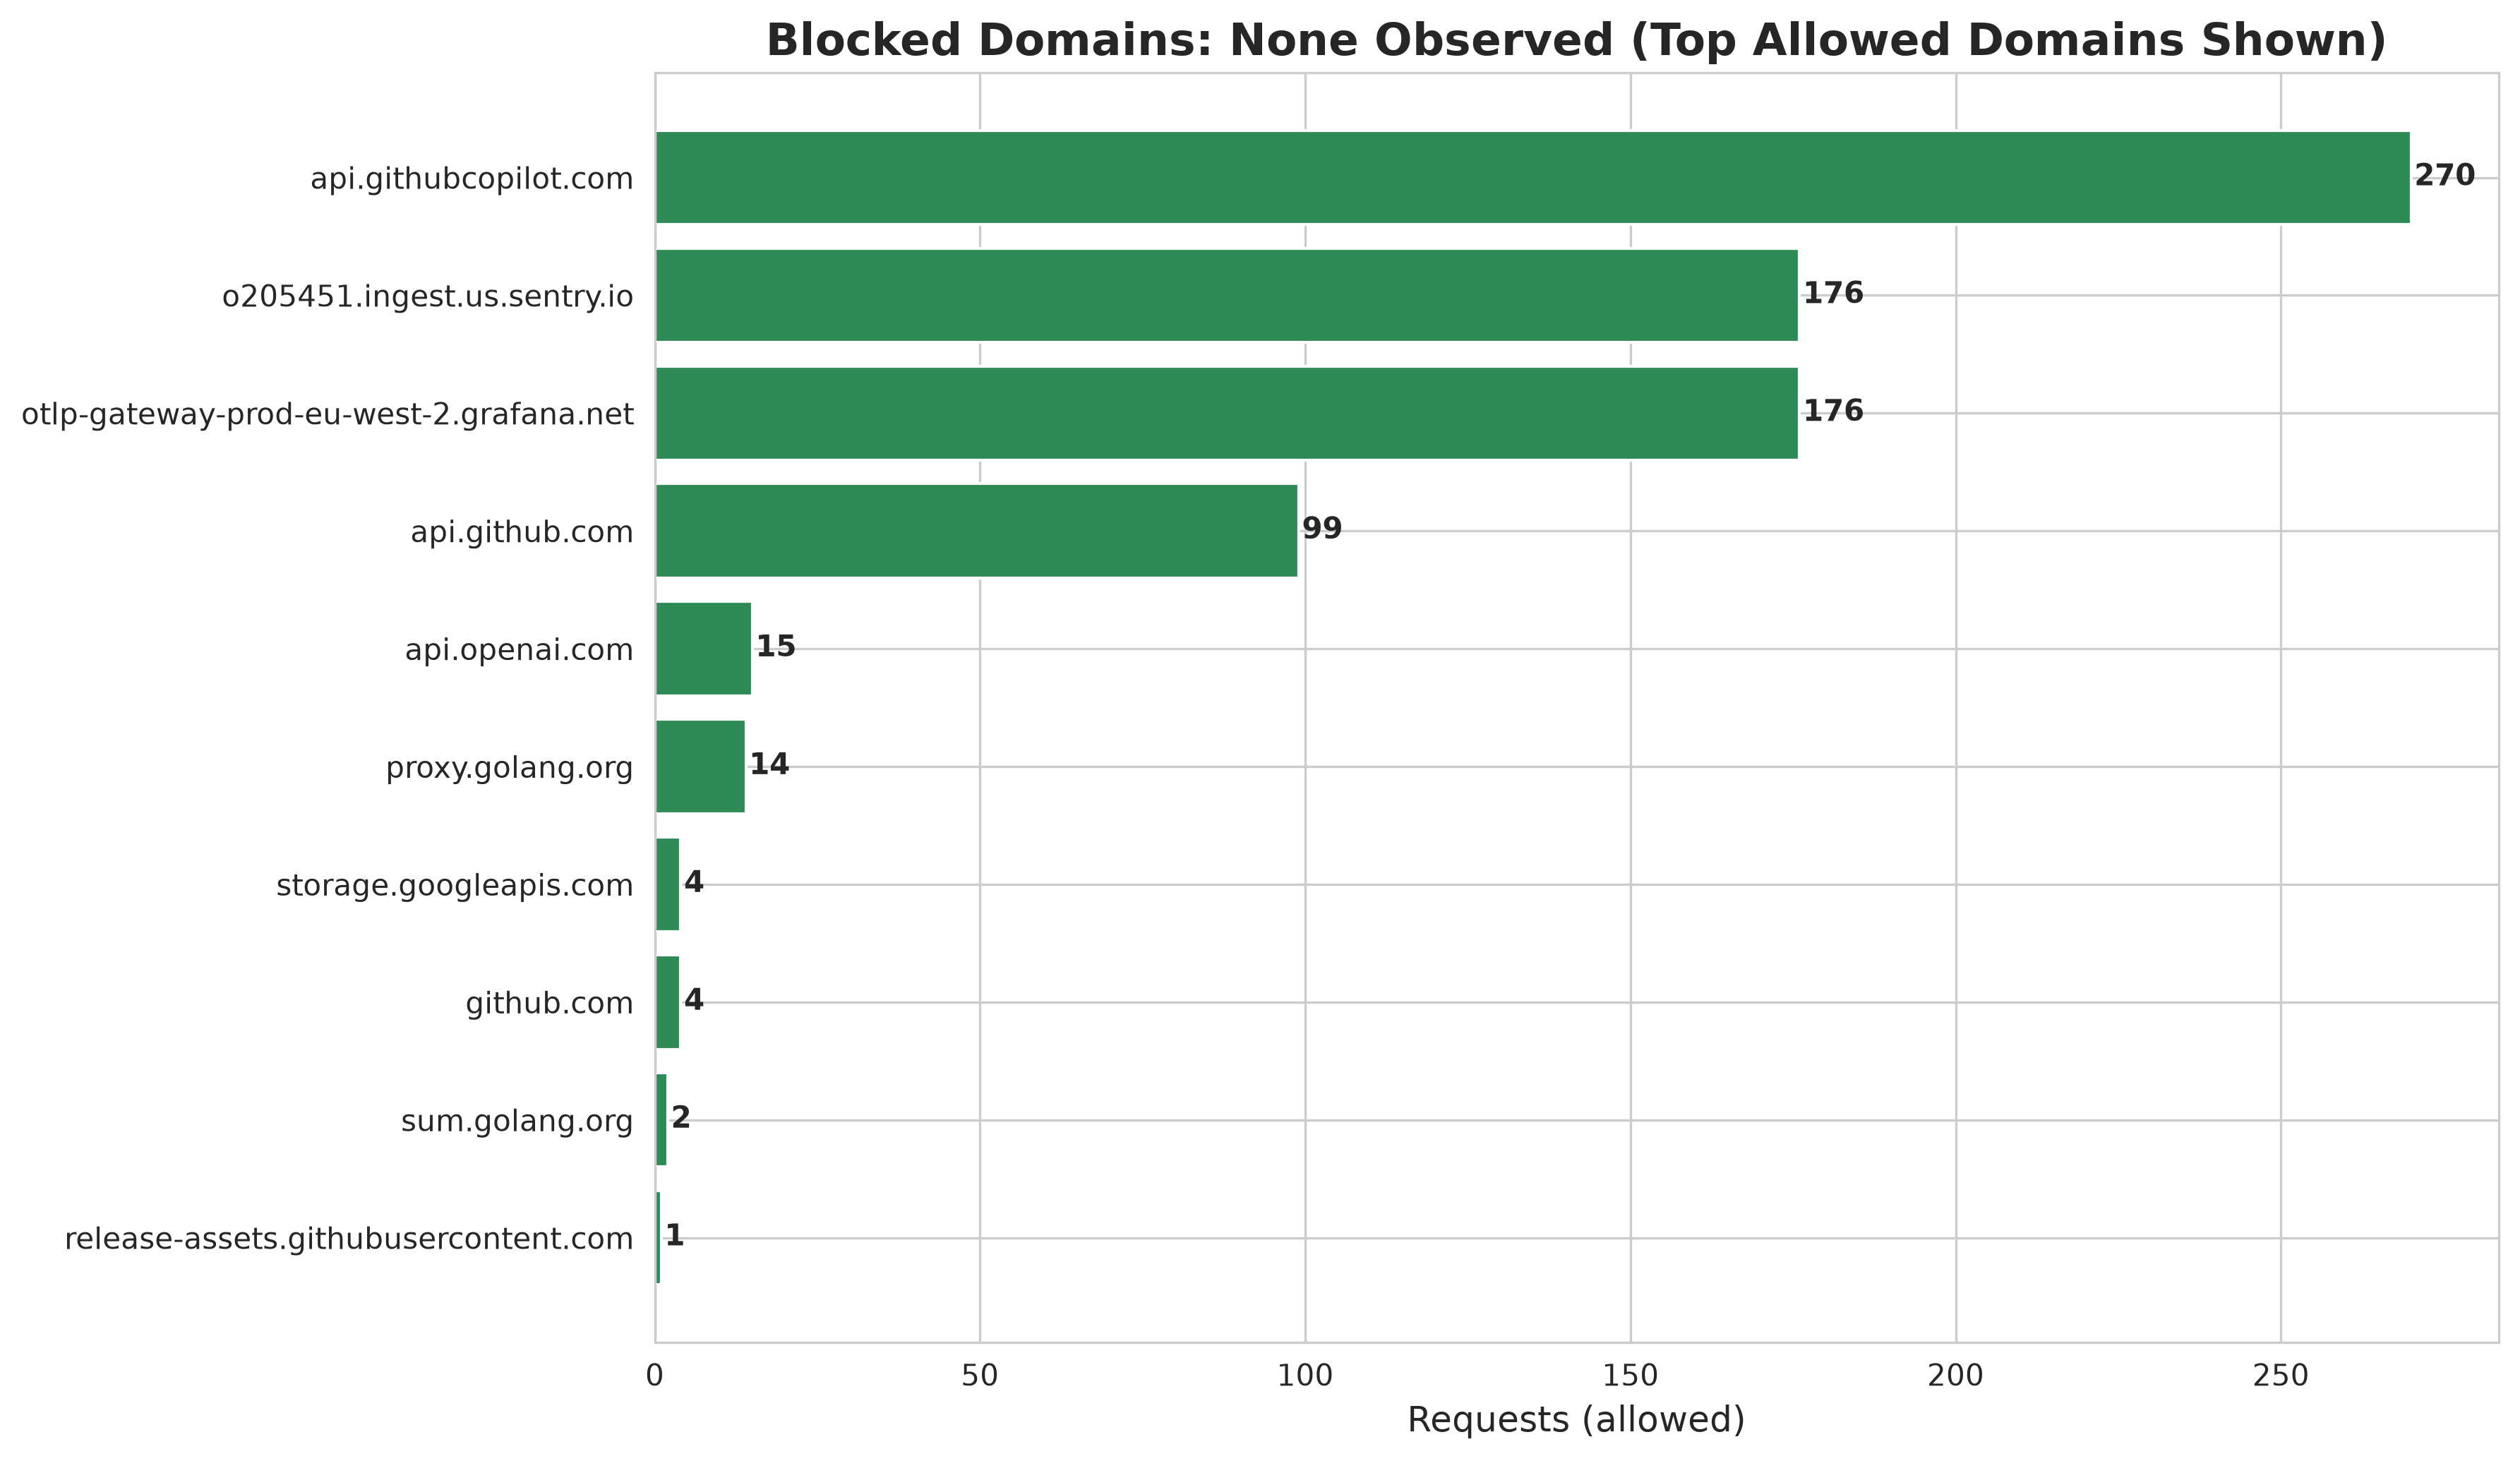 Blocked Domains: None Observed (Top Allowed Domains Shown)
api.githubcopilot.com 270
o205451.ingest.us.sentry.io 176
otlp-gateway-prod-eu-west-2.grafana.net 176
api.github.com 99
api.openai.com 15
proxy.golang.org 14
storage.googleapis.com 4
github.com 4
sum.golang.org 2
release-assets.githubusercontent.com 1
0 50 100 150 200 250
Requests (allowed)